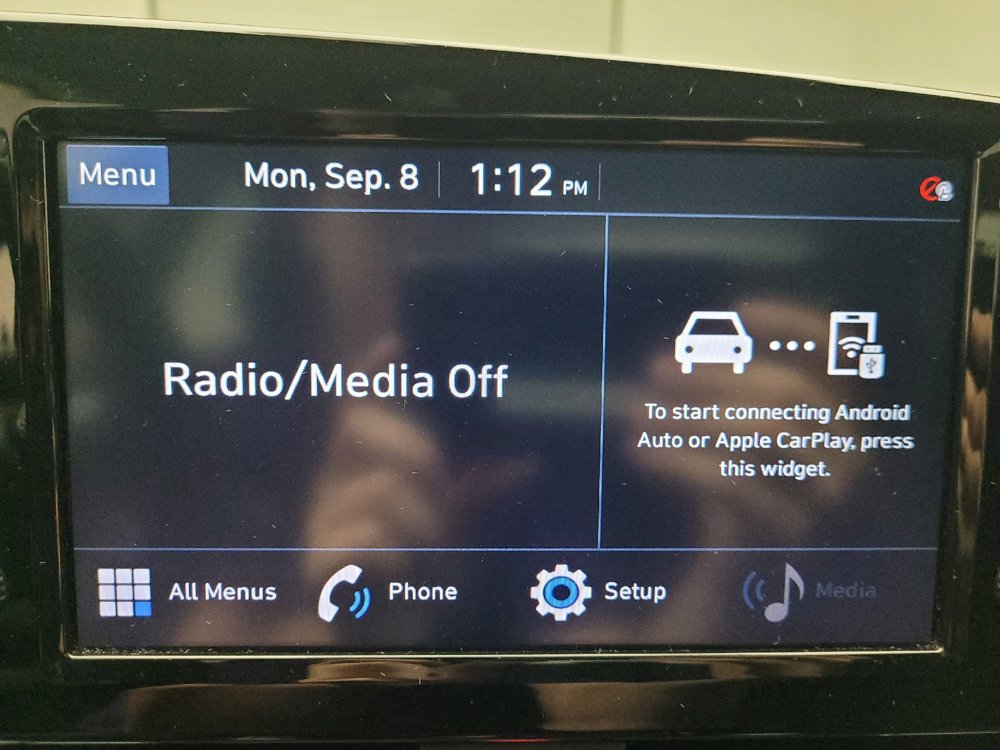 Menu
Mon, Sep. 8
1:12 PM
Radio/Media Off
To start connecting Android
Auto or Apple CarPlay, press
this widget.
All Menus
Phone
Setup
Media